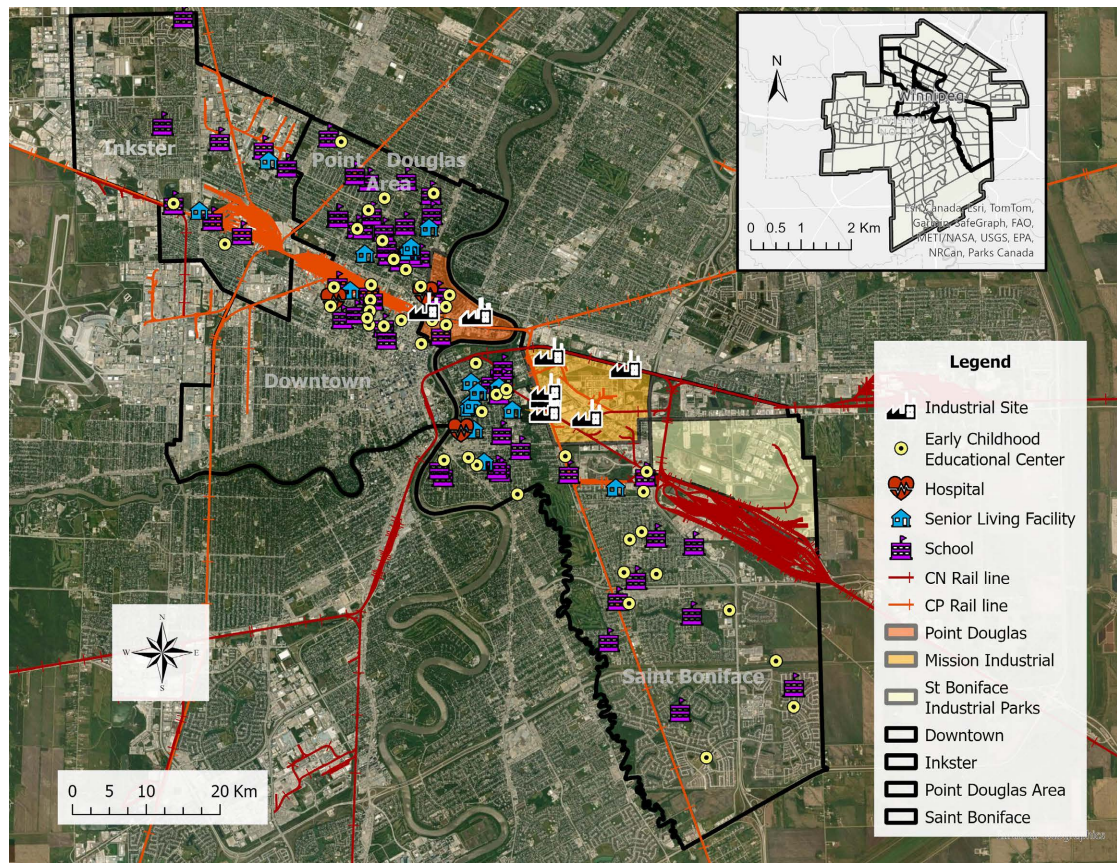 Inkster
Point Douglas
Area
Downtown
Saint Boniface
N
Winnipeg
0 0.5 1 2 Km
Esri, TomTom,
Garmin, SafeGraph, FAO,
METI/NASA, USGS, EPA,
NRCan, Parks Canada
Legend
Industrial Site
Early Childhood
Educational Center
Hospital
Senior Living Facility
School
CN Rail line
CP Rail line
Point Douglas
Mission Industrial
St Boniface
Industrial Parks
Downtown
Inkster
Point Douglas Area
Saint Boniface
N
W E
S
0 5 10 20 Km